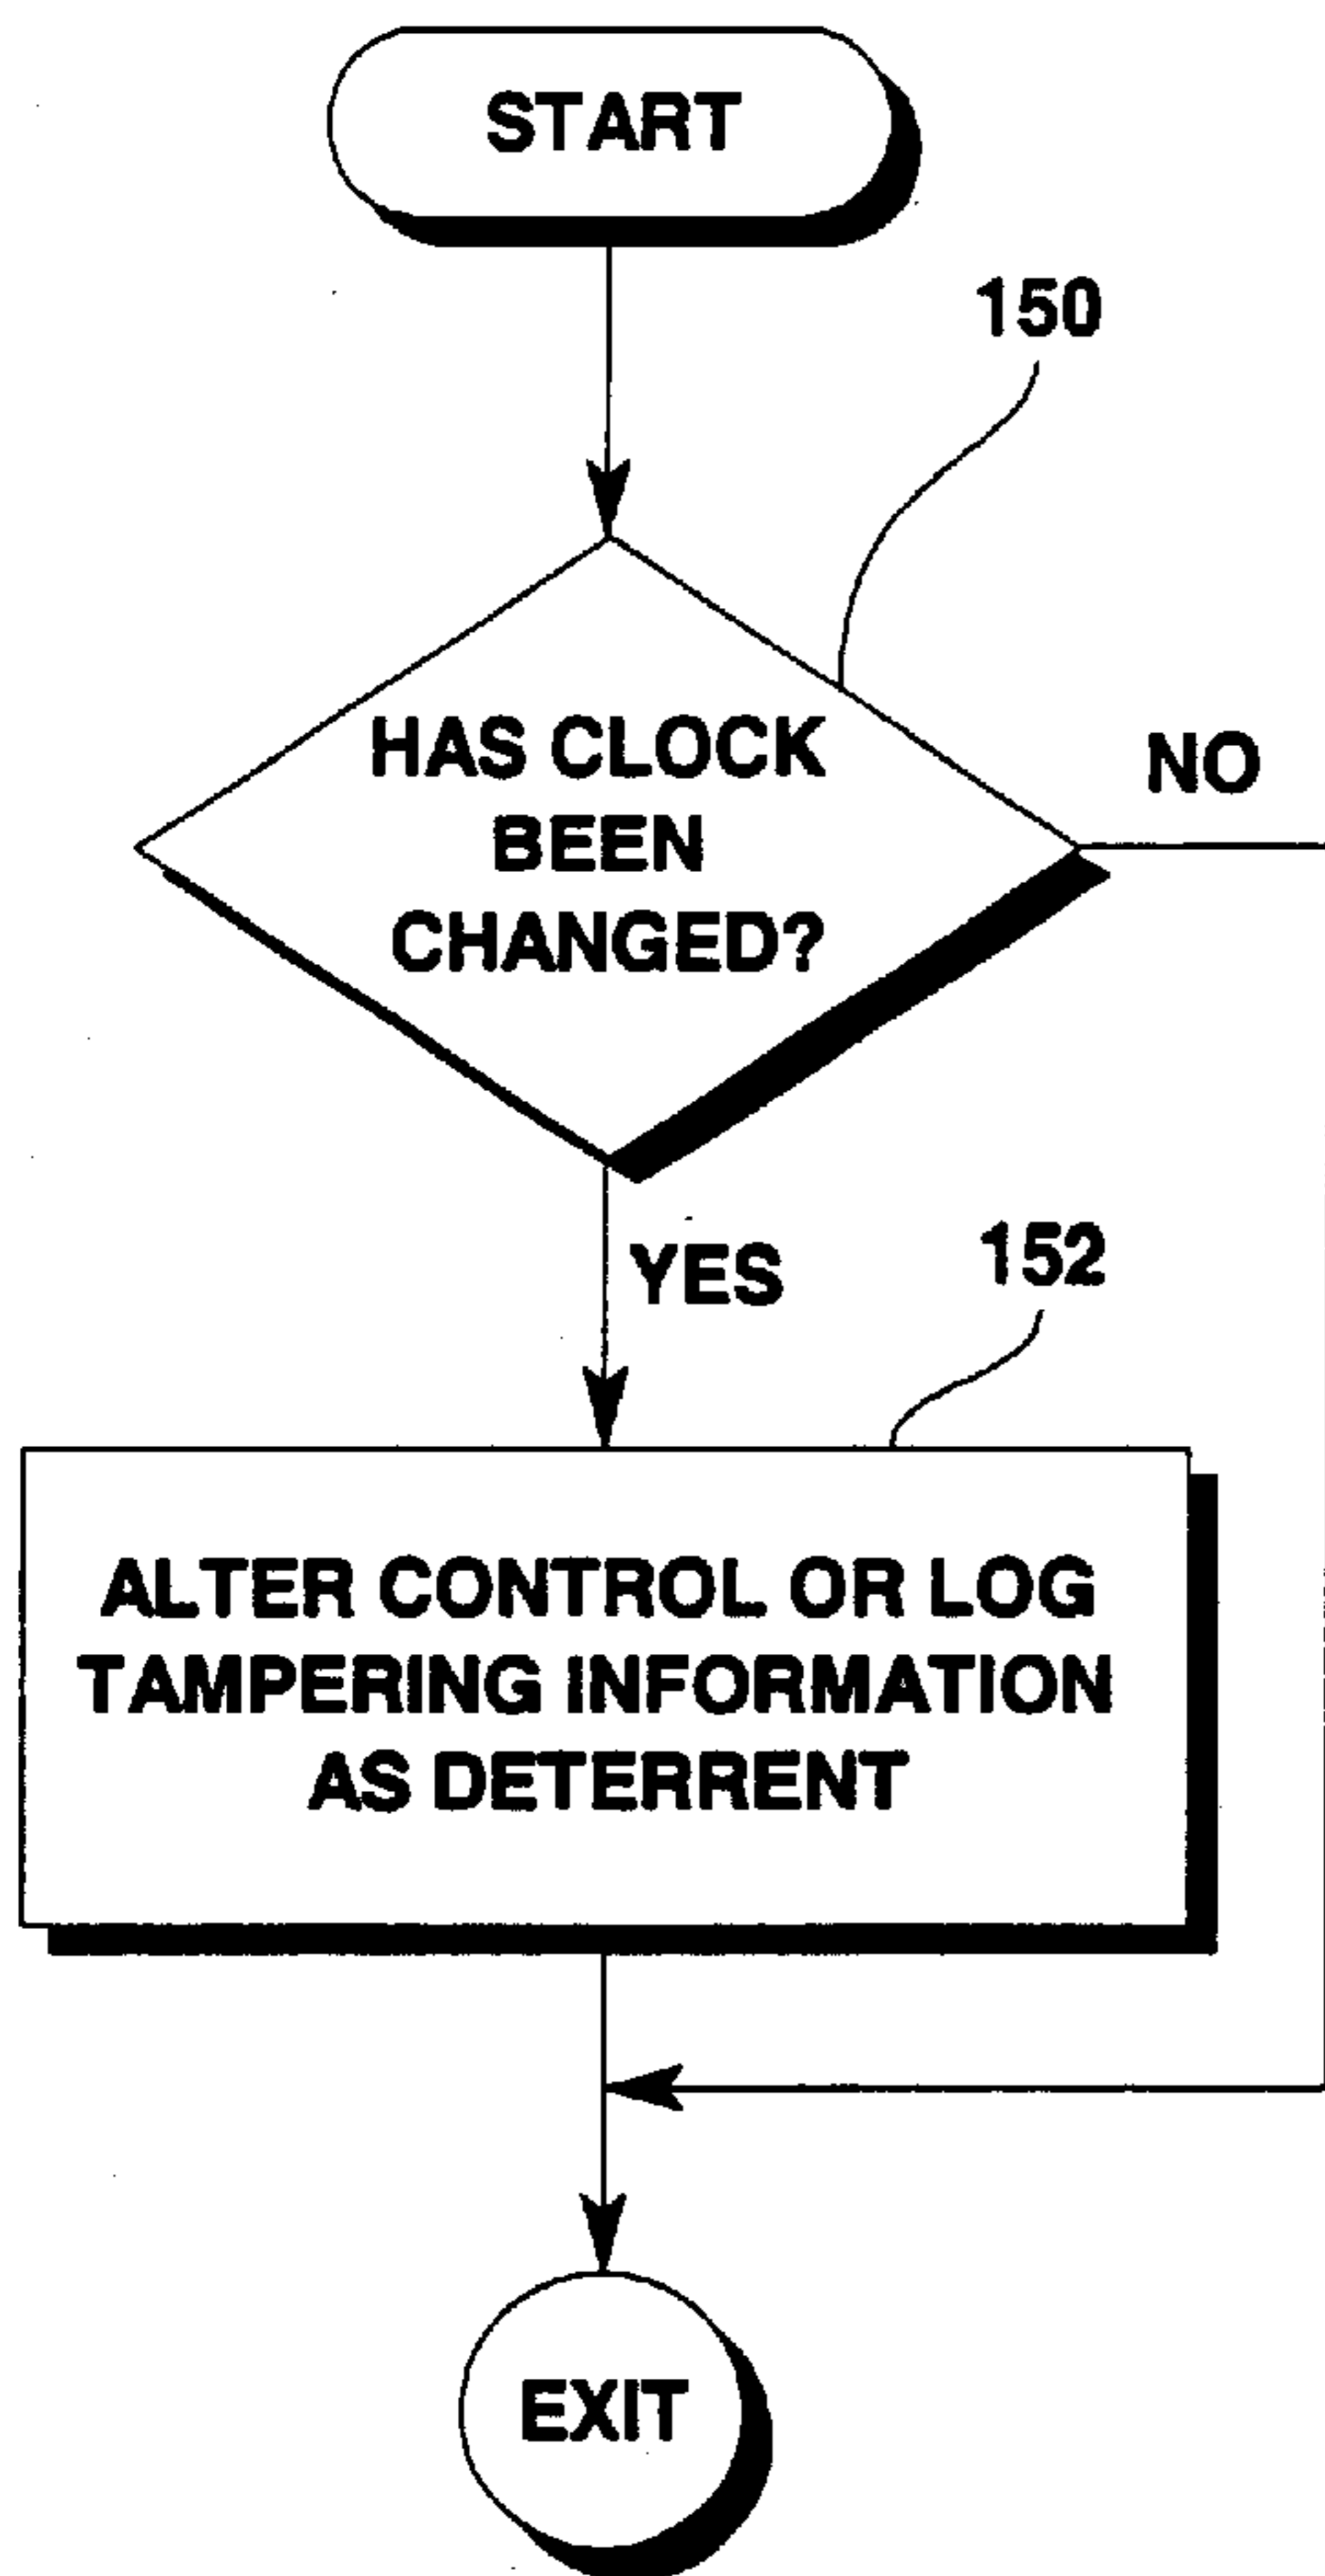 START
150
HAS CLOCK
BEEN
CHANGED?
NO
YES
152
ALTER CONTROL OR LOG
TAMPERING INFORMATION
AS DETERRENT
EXIT